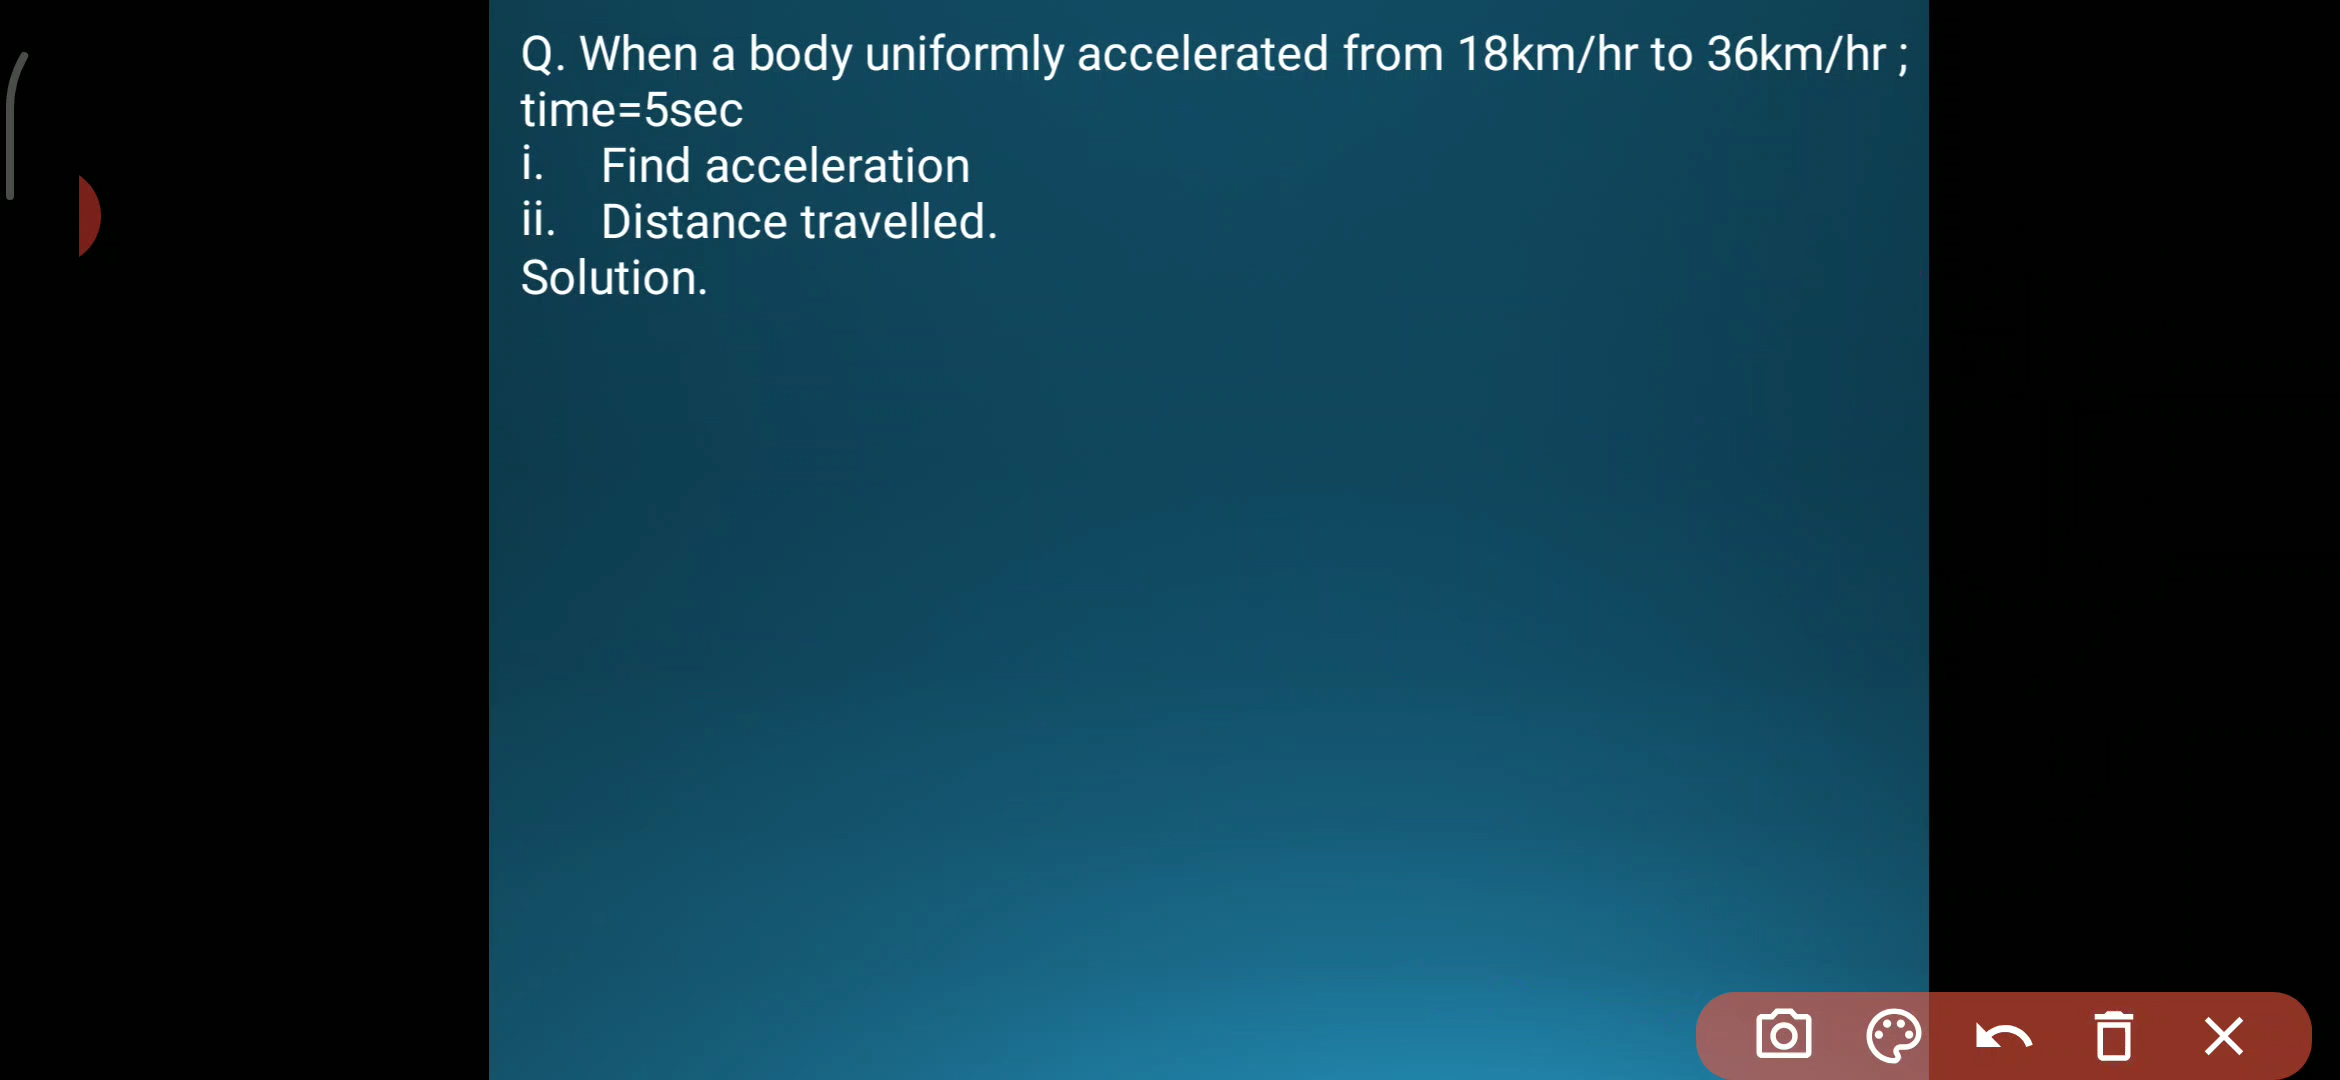 Q. When a body uniformly accelerated from 18km/hr to 36km/hr ;
time=5sec
i. Find acceleration
ii. Distance travelled.
Solution.